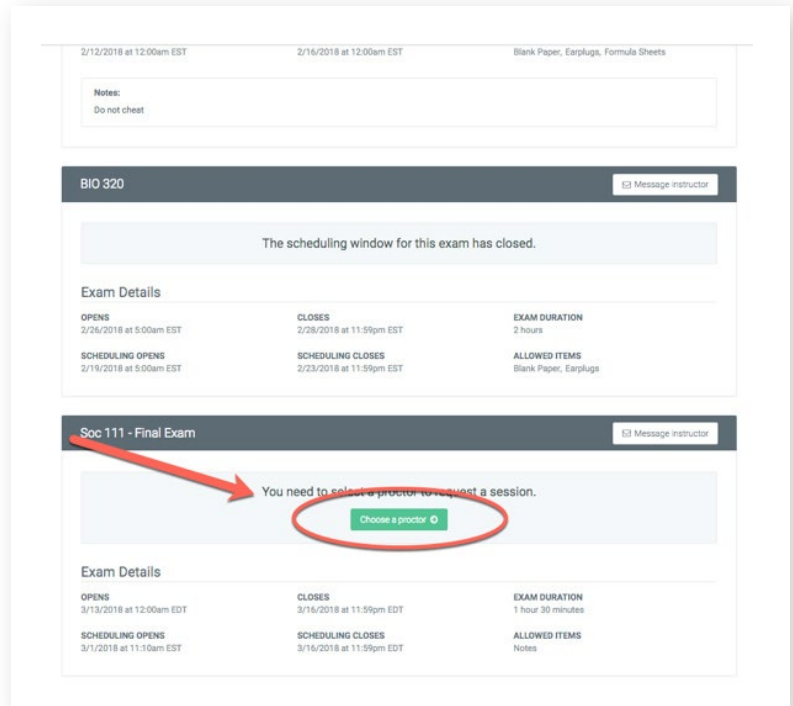 2/12/2018 at 12:00am EST 2/16/2018 at 12:00am EST Blank Paper, Earplugs, Formula Sheets
Notes:
Do not cheat
BIO 320 Message instructor
The scheduling window for this exam has closed.
Exam Details
OPENS CLOSES EXAM DURATION
2/26/2018 at 5:00am EST 2/28/2018 at 11:59pm EST 2 hours
SCHEDULING OPENS SCHEDULING CLOSES ALLOWED ITEMS
2/19/2018 at 5:00am EST 2/23/2018 at 11:59pm EST Blank Paper, Earplugs
Soc 111 - Final Exam Message instructor
You need to select a proctor to request a session.
Choose a proctor
Exam Details
OPENS CLOSES EXAM DURATION
3/13/2018 at 12:00am EDT 3/16/2018 at 11:59pm EDT 1 hour 30 minutes
SCHEDULING OPENS SCHEDULING CLOSES ALLOWED ITEMS
3/1/2018 at 11:10am EST 3/16/2018 at 11:59pm EDT Notes